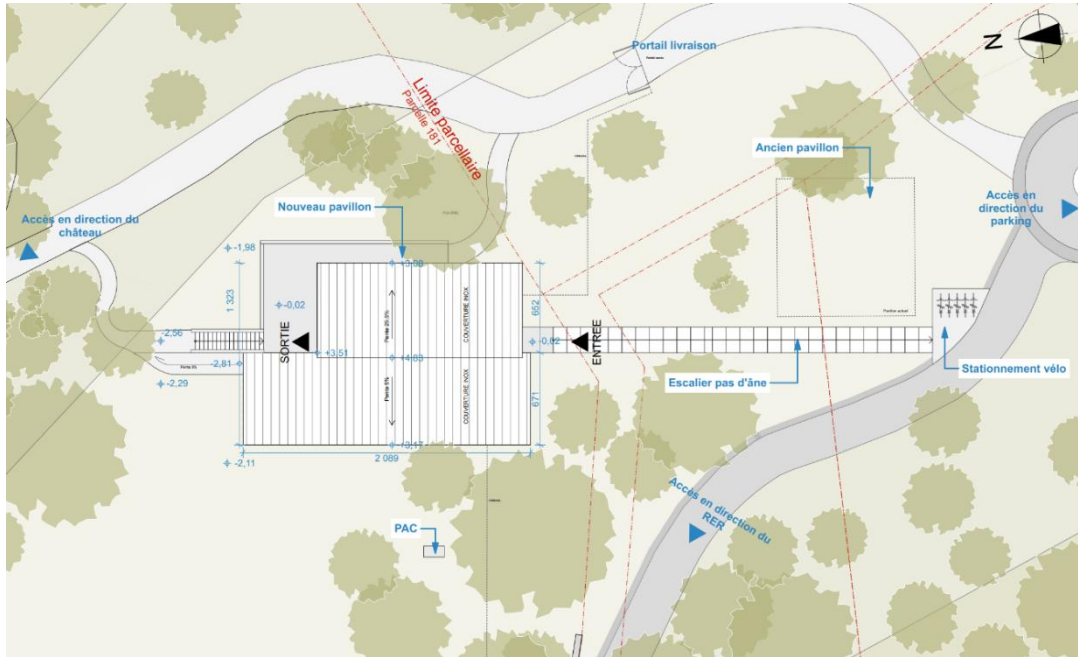 Portail livraison
N
Limite parcellaire
Parcelle 181
Ancien pavillon
Nouveau pavillon
Accès en direction du
château
Accès en
direction du
parking
-1,98
1 323
-0,02
SORTIE
+3,51
-2,56
-2,81
-2,29
Pente 5%
-2,11
2 089
+4,83
COUVERTURE INOX
COUVERTURE INOX
652
671
-0,02
ENTREE
Escalier pas d'âne
Stationnement vélo
Accès en direction du
RER
PAC